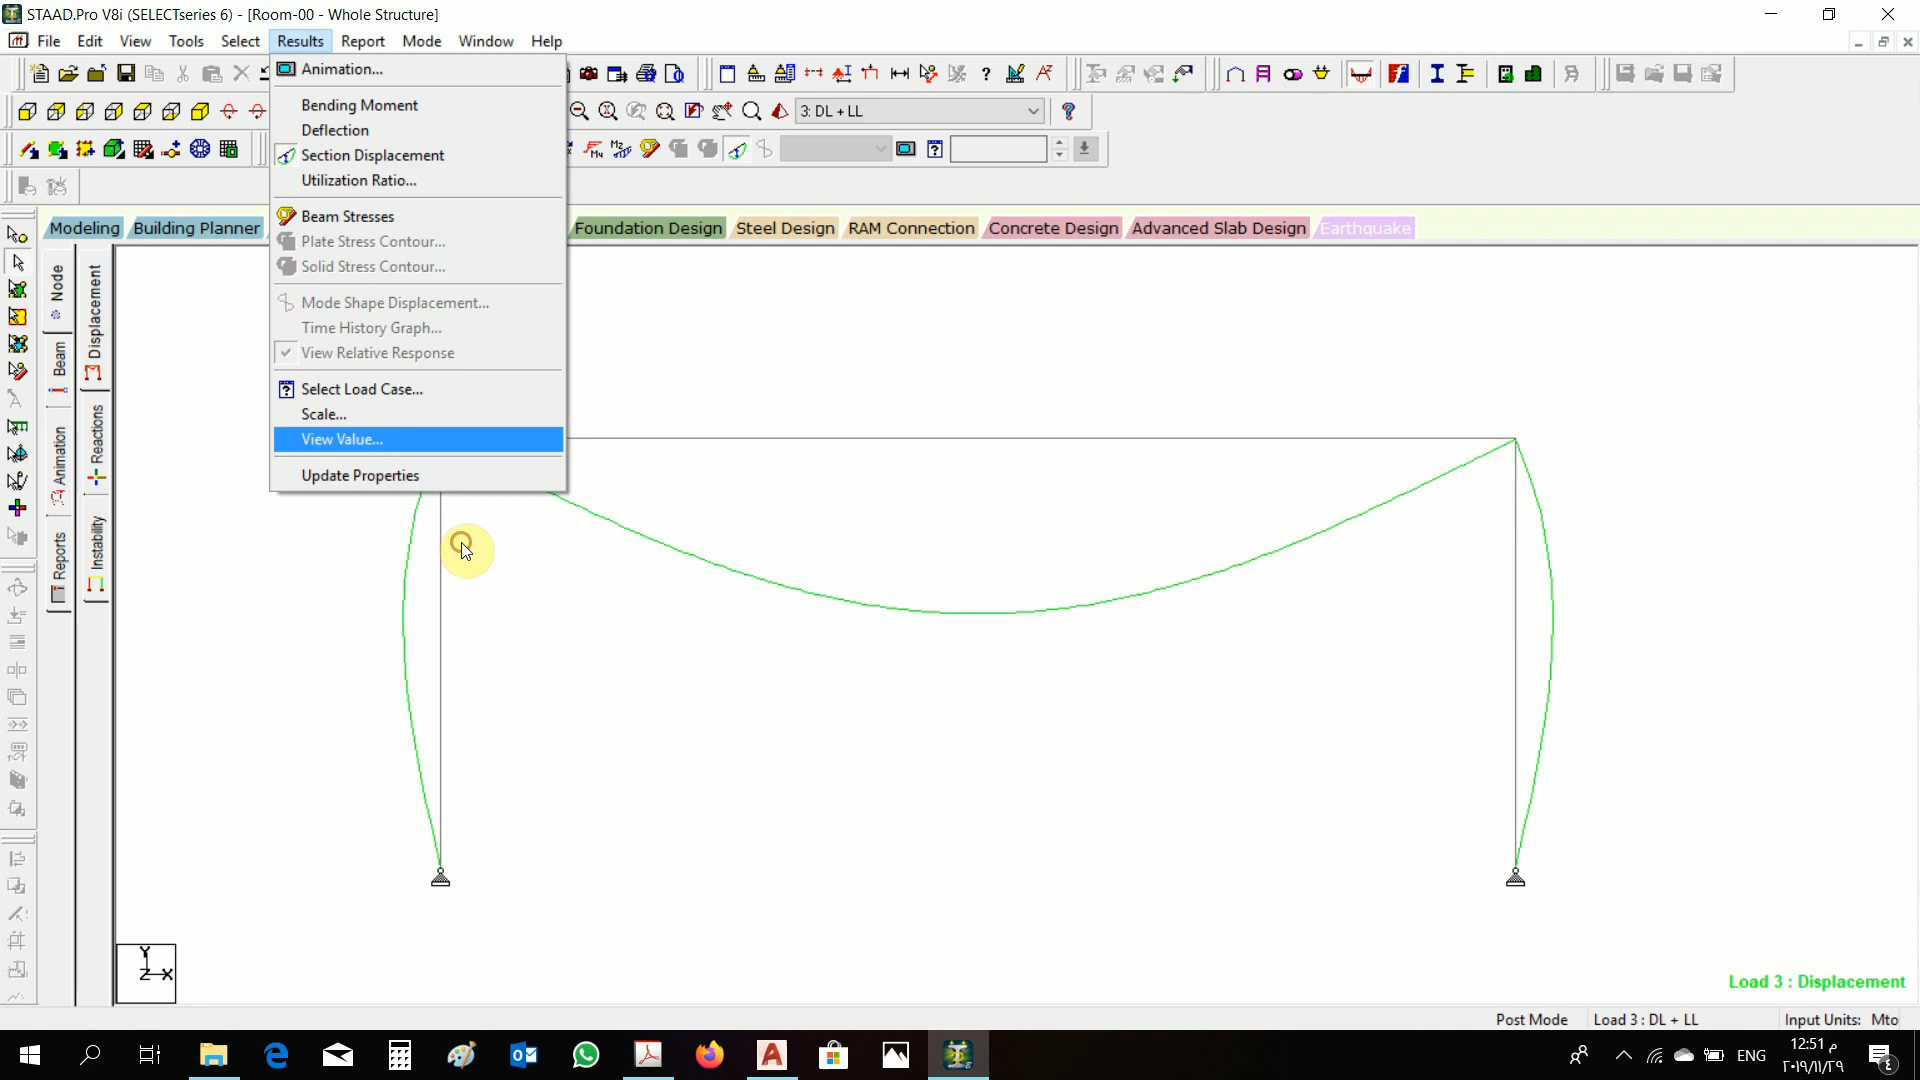 STAAD.Pro V8i (SELECTseries 6) - [Room-00 - Whole Structure]
File Edit View Tools Select Results Report Mode Window Help
Animation...
Bending Moment
Deflection
Section Displacement
Utilization Ratio...
Beam Stresses
Plate Stress Contour...
Solid Stress Contour...
Mode Shape Displacement...
Time History Graph...
View Relative Response
Select Load Case...
Scale...
View Value...
Update Properties
3: DL + LL
Modeling Building Planner Foundation Design Steel Design RAM Connection Concrete Design Advanced Slab Design Earthquake
Node
Beam
Animation
Reports
Displacement
Reactions
Instability
Y
Z X
Load 3 : Displacement
Post Mode Load 3 : DL + LL Input Units: Mto
ENG
12:51 م
٢٠١٩/١١/٢٩
٤